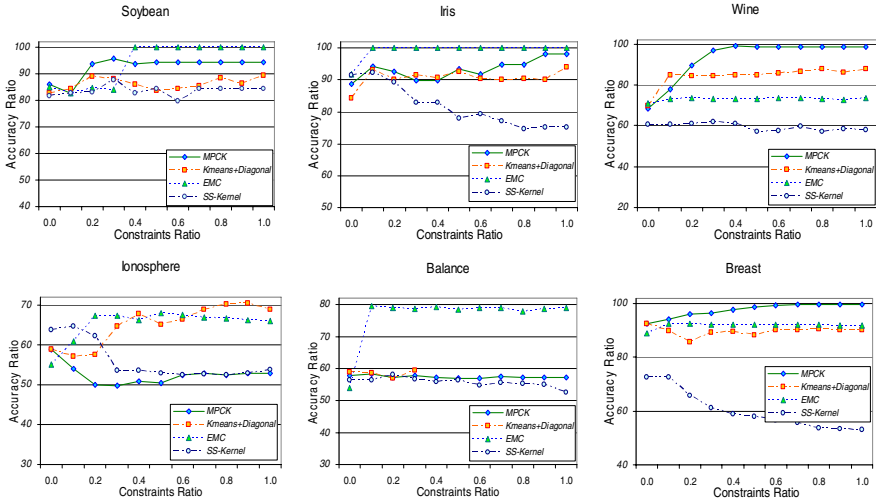 Soybean
Accuracy Ratio
100
90
80
70
60
50
40
MPCK
Kmeans+Diagonal
EMC
SS-Kernel
0.0 0.2 0.4 0.6 0.8 1.0
Constraints Ratio
Iris
Accuracy Ratio
100
90
80
70
60
50
MPCK
Kmeans+Diagonal
EMC
SS-Kernel
0.0 0.2 0.4 0.6 0.8 1.0
Constraints Ratio
Wine
Accuracy Ratio
100
80
60
40
20
MPCK
Kmeans+Diagonal
EMC
SS-Kernel
0.0 0.2 0.4 0.6 0.8 1.0
Constraints Ratio
Ionosphere
Accuracy Ratio
70
60
50
40
30
MPCK
Kmeans+Diagonal
EMC
SS-Kernel
0.0 0.2 0.4 0.6 0.8 1.0
Constraints Ratio
Balance
Accuracy Ratio
80
70
60
50
40
30
MPCK
Kmeans+Diagonal
EMC
SS-Kernel
0.0 0.2 0.4 0.6 0.8 1.0
Constraints Ratio
Breast
Accuracy Ratio
100
80
60
40
MPCK
Kmeans+Diagonal
EMC
SS-Kernel
0.0 0.2 0.4 0.6 0.8 1.0
Constraints Ratio